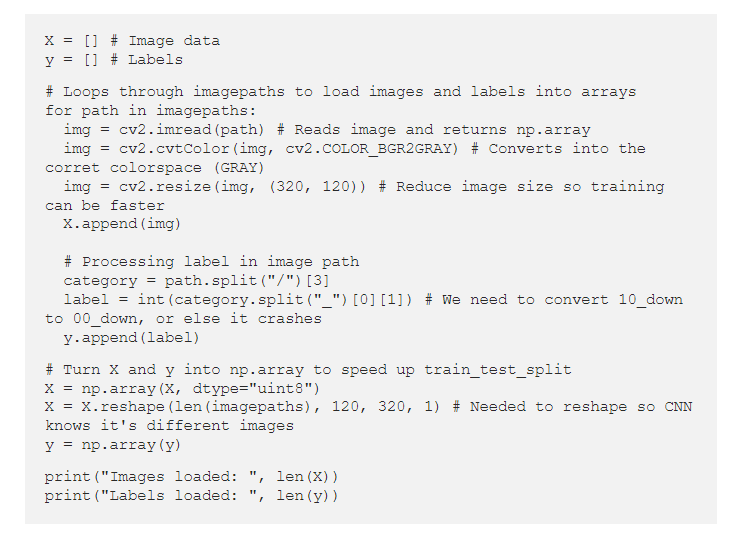 X = [] # Image data
y = [] # Labels
# Loops through imagepaths to load images and labels into arrays
for path in imagepaths:
  img = cv2.imread(path) # Reads image and returns np.array
  img = cv2.cvtColor(img, cv2.COLOR_BGR2GRAY) # Converts into the
corret colorspace (GRAY)
  img = cv2.resize(img, (320, 120)) # Reduce image size so training
can be faster
  X.append(img)
  # Processing label in image path
  category = path.split("/")[3]
  label = int(category.split("_")[0][1]) # We need to convert 10_down
to 00_down, or else it crashes
  y.append(label)
# Turn X and y into np.array to speed up train_test_split
X = np.array(X, dtype="uint8")
X = X.reshape(len(imagepaths), 120, 320, 1) # Needed to reshape so CNN
knows it's different images
y = np.array(y)
print("Images loaded: ", len(X))
print("Labels loaded: ", len(y))